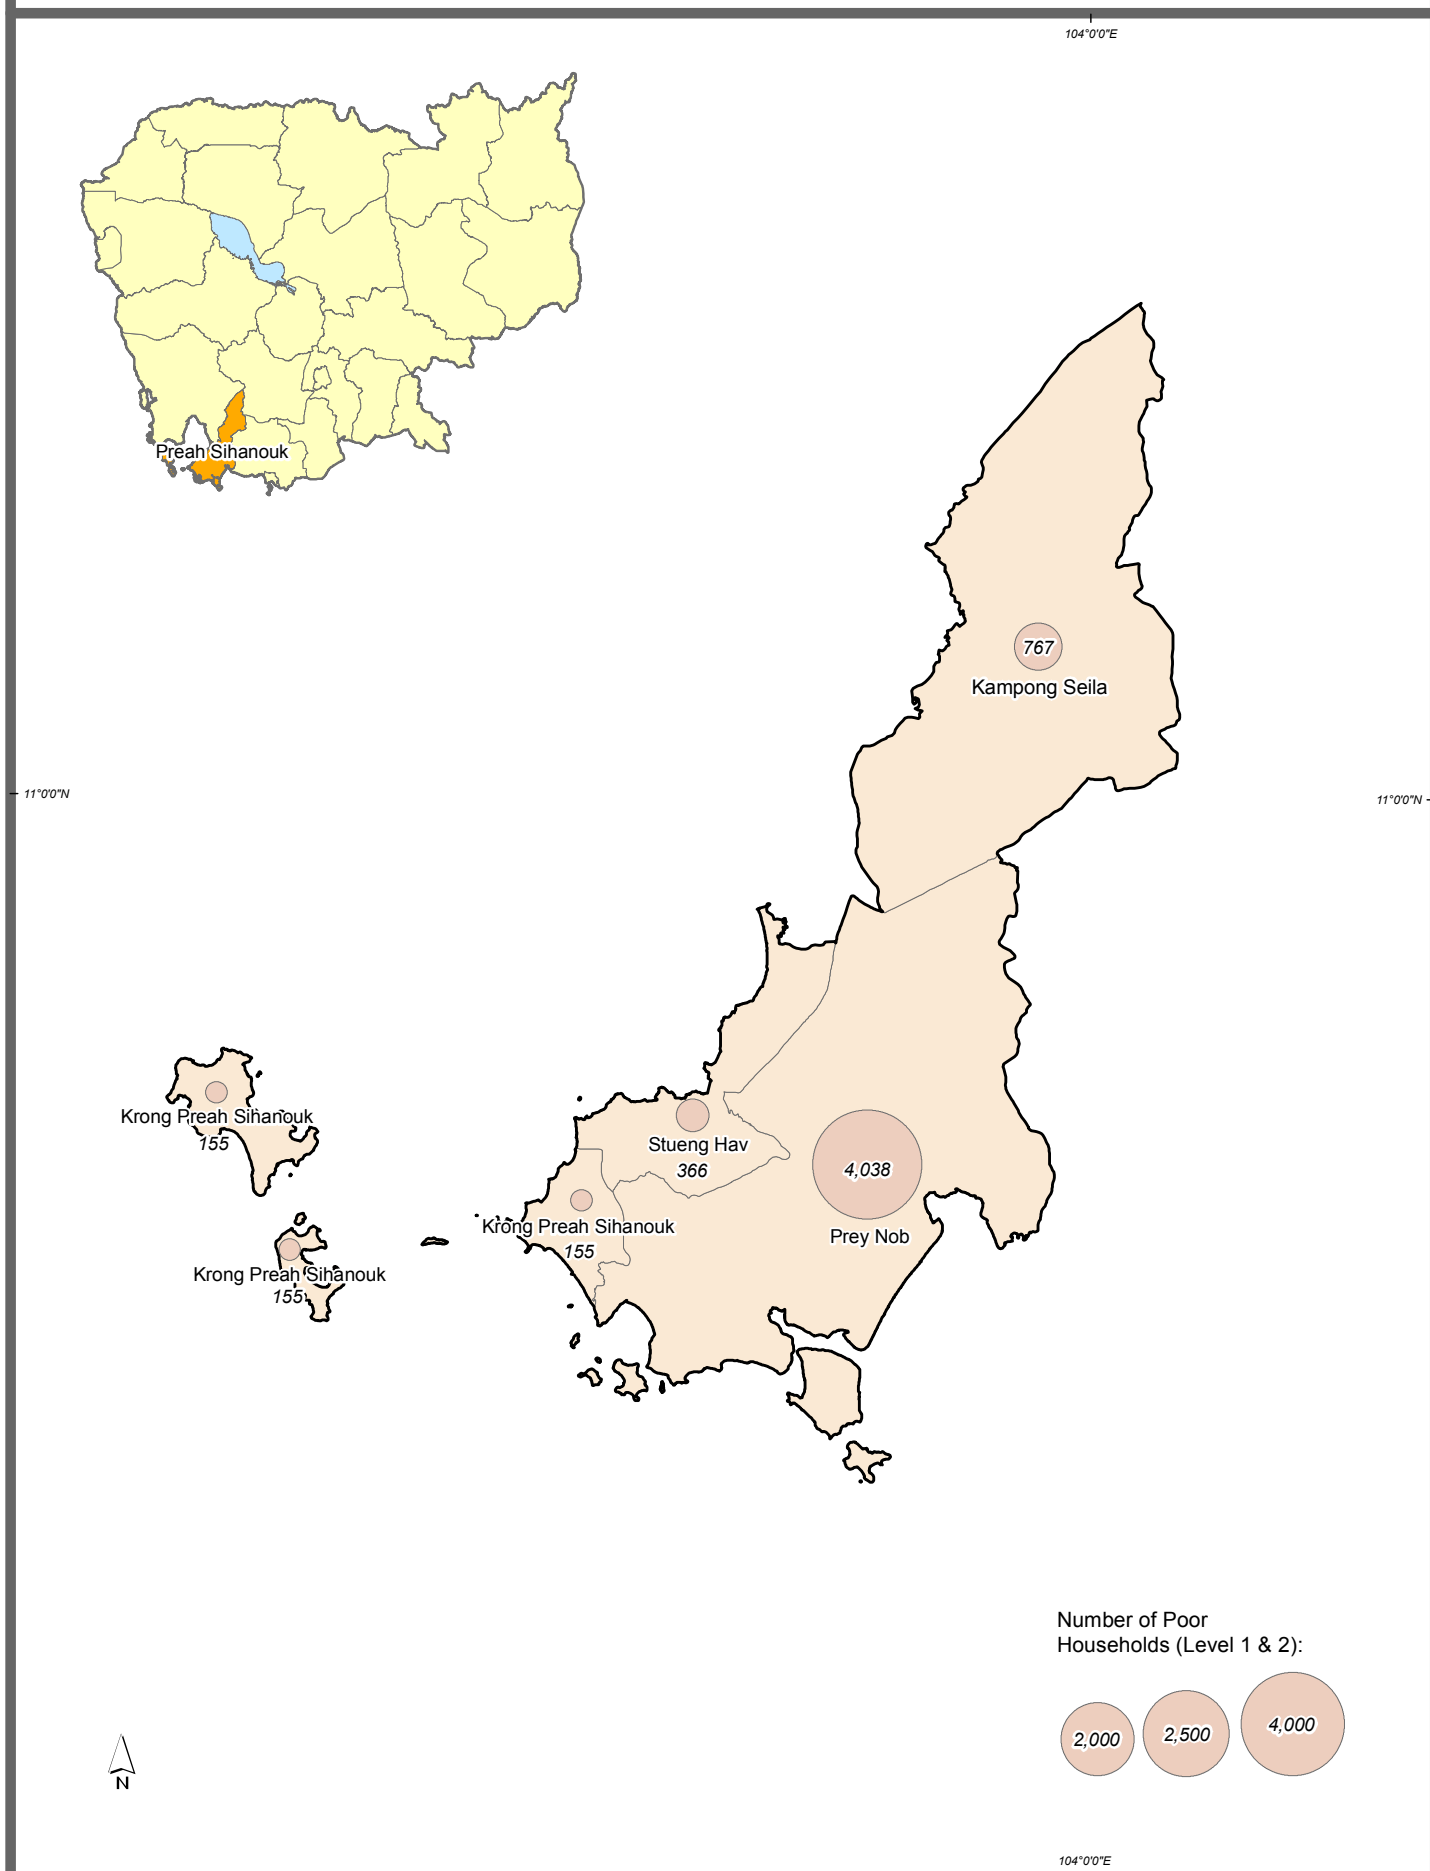 104°0'0"E
Preah Sihanouk
767
Kampong Seila
11°0'0"N
11°0'0"N
Krong Preah Sihanouk
155
Stueng Hav
366
4,038
Prey Nob
Krong Preah Sihanouk
155
Krong Preah Sihanouk
155
Number of Poor
Households (Level 1 & 2):
2,000
2,500
4,000
N
104°0'0"E